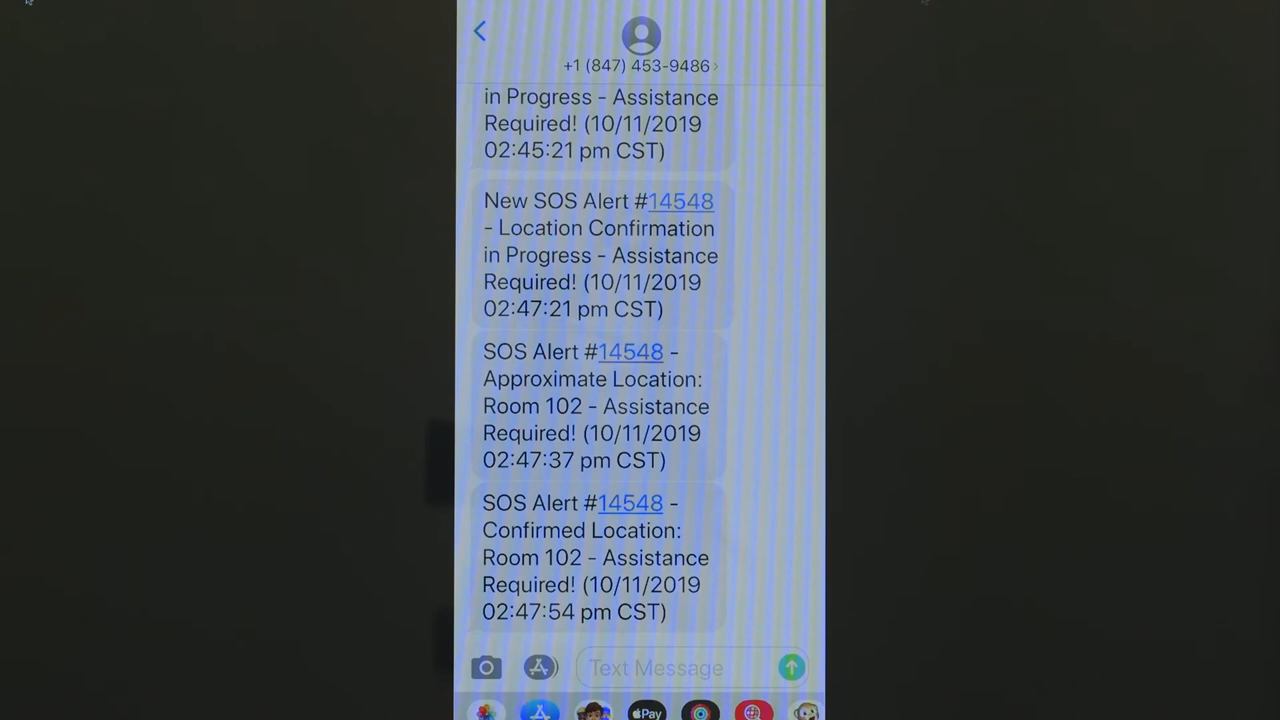 +1 (847) 453-9486
in Progress - Assistance
Required! (10/11/2019
02:45:21 pm CST)
New SOS Alert #14548
- Location Confirmation
in Progress - Assistance
Required! (10/11/2019
02:47:21 pm CST)
SOS Alert #14548 -
Approximate Location:
Room 102 - Assistance
Required! (10/11/2019
02:47:37 pm CST)
SOS Alert #14548 -
Confirmed Location:
Room 102 - Assistance
Required! (10/11/2019
02:47:54 pm CST)
Text Message
Pay